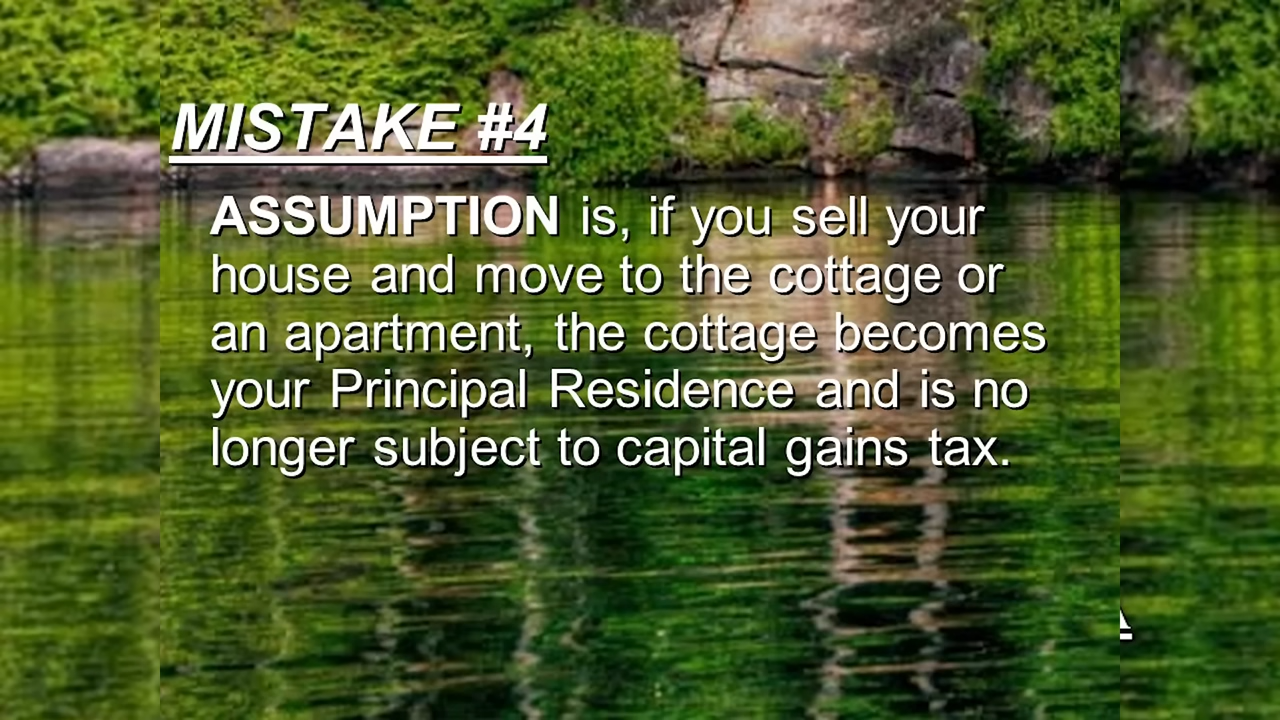 MISTAKE #4
ASSUMPTION is, if you sell your
house and move to the cottage or
an apartment, the cottage becomes
your Principal Residence and is no
longer subject to capital gains tax.